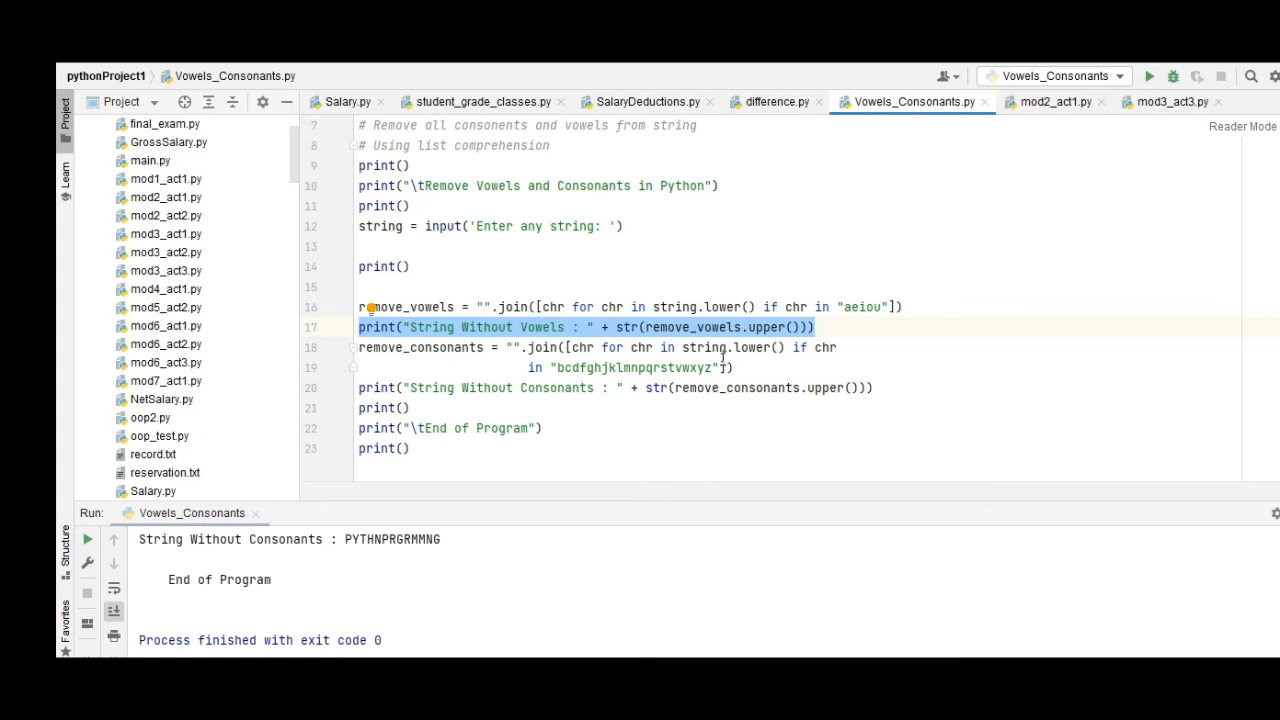 pythonProject1 Vowels_Consonants.py Vowels_Consonants
Project Salary.py student_grade_classes.py SalaryDeductions.py difference.py Vowels_Consonants.py mod2_act1.py mod3_act3.py
Project
Learn
Structure
Favorites
final_exam.py
GrossSalary.py
main.py
mod1_act1.py
mod2_act1.py
mod2_act2.py
mod3_act1.py
mod3_act2.py
mod3_act3.py
mod4_act1.py
mod5_act2.py
mod6_act1.py
mod6_act2.py
mod6_act3.py
mod7_act1.py
NetSalary.py
oop2.py
oop_test.py
record.txt
reservation.txt
Salary.py
Reader Mode
7 # Remove all consonents and vowels from string
8 # Using list comprehension
9 print()
10 print("\tRemove Vowels and Consonants in Python")
11 print()
12 string = input('Enter any string: ')
13
14 print()
15
16 remove_vowels = "".join([chr for chr in string.lower() if chr in "aeiou"])
17 print("String Without Vowels : " + str(remove_vowels.upper()))
18 remove_consonants = "".join([chr for chr in string.lower() if chr
19 in "bcdfghjklmnpqrstvwxyz"])
20 print("String Without Consonants : " + str(remove_consonants.upper()))
21 print()
22 print("\tEnd of Program")
23 print()
Run: Vowels_Consonants
String Without Consonants : PYTHNPRGRMMNG
End of Program
Process finished with exit code 0